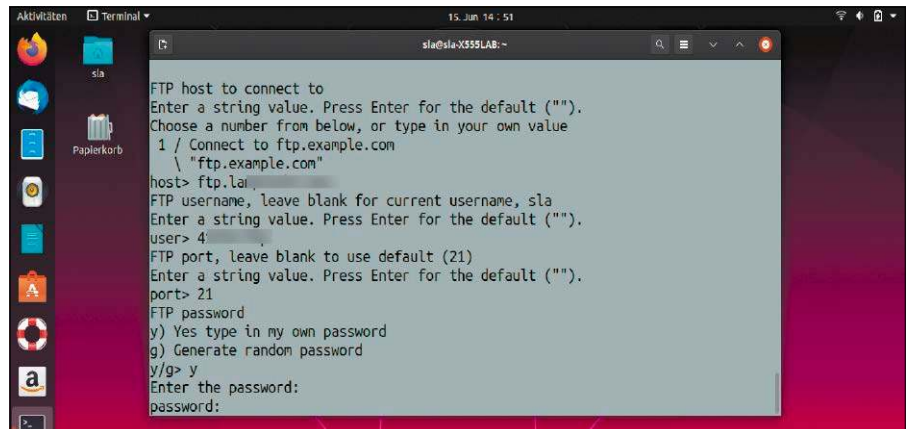 Aktivitäten
Terminal
15. Jun 14 : 51
sla@sla-X555LAB: ~
sla
Papierkorb
FTP host to connect to
Enter a string value. Press Enter for the default ("").
Choose a number from below, or type in your own value
1 / Connect to ftp.example.com
\ "ftp.example.com"
host> ftp.la
FTP username, leave blank for current username, sla
Enter a string value. Press Enter for the default ("").
user> 4
FTP port, leave blank to use default (21)
Enter a string value. Press Enter for the default ("").
port> 21
FTP password
y) Yes type in my own password
g) Generate random password
y/g> y
Enter the password:
password: